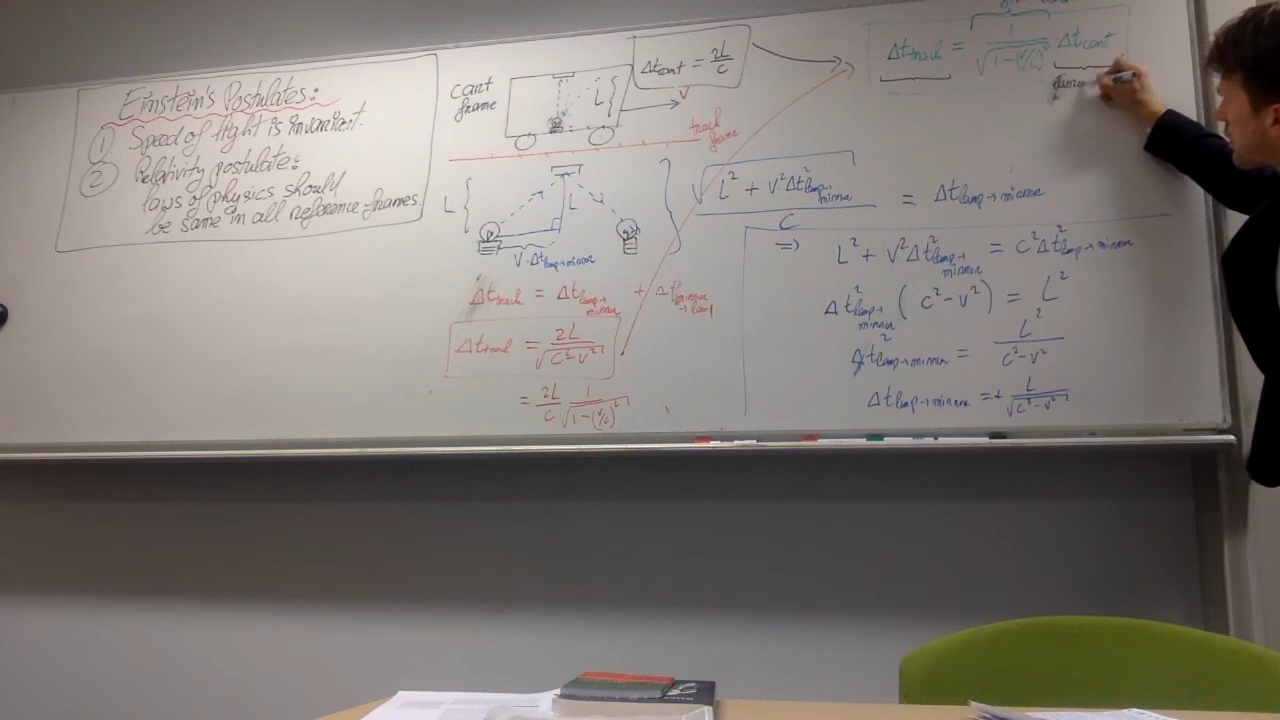 Einstein's Postulates:
① Speed of light is invariant.
② Relativity postulate:
laws of physics should
be same in all reference frames.
cart
frame
L
Δt_cart = 2L/c
v
track
frame
L
L
v·Δt_lamp→mirror
Δt_track = Δt_lamp→mirror + Δt_mirror→lamp
Δt_track = 2L/√(c²-v²)
= 2L/c 1/√(1-(v/c)²)
√(L² + v²Δt²_lamp→mirror)/c = Δt_lamp→mirror
⇒ L² + v²Δt²_lamp→mirror = c²Δt²_lamp→mirror
Δt²_lamp→mirror (c²-v²) = L²
Δt²_lamp→mirror = L²/(c²-v²)
Δt_lamp→mirror = + L/√(c²-v²)
Δt_track = 1/√(1-(v/c)²) Δt_cart